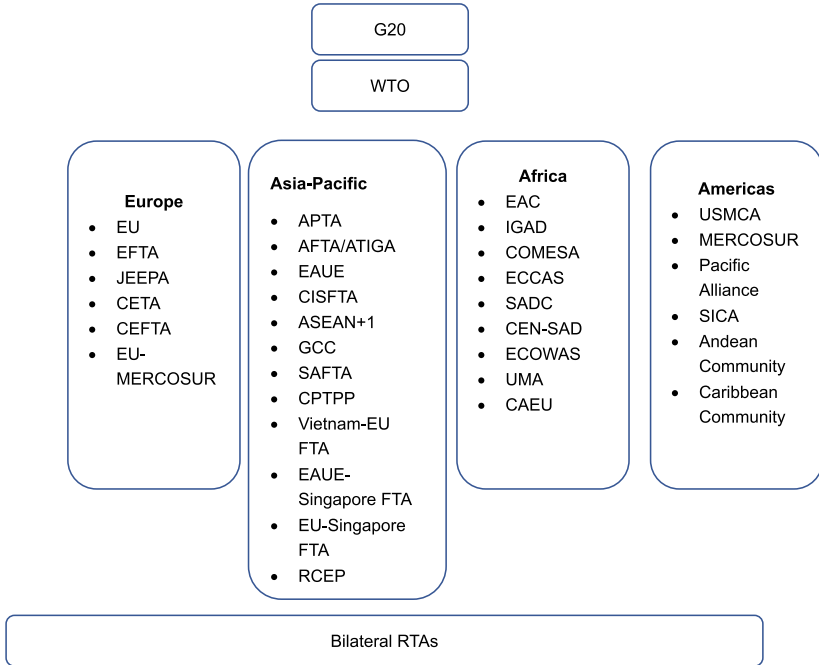 G20
WTO
Europe
• EU
• EFTA
• JEEPA
• CETA
• CEFTA
• EU-
MERCOSUR
Asia-Pacific
• APTA
• AFTA/ATIGA
• EAUE
• CISFTA
• ASEAN+1
• GCC
• SAFTA
• CPTPP
• Vietnam-EU
FTA
• EAUE-
Singapore FTA
• EU-Singapore
FTA
• RCEP
Africa
• EAC
• IGAD
• COMESA
• ECCAS
• SADC
• CEN-SAD
• ECOWAS
• UMA
• CAEU
Americas
• USMCA
• MERCOSUR
• Pacific
Alliance
• SICA
• Andean
Community
• Caribbean
Community
Bilateral RTAs